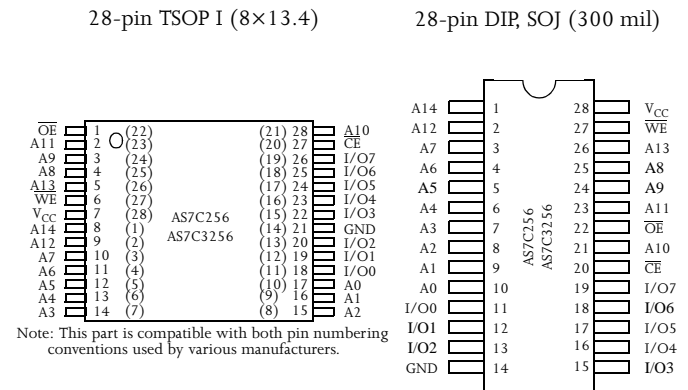 28-pin TSOP I (8×13.4)
OE 1 (22) (21) 28 A10
A11 2 (23) (20) 27 CE
A9 3 (24) (19) 26 I/O7
A8 4 (25) (18) 25 I/O6
A13 5 (26) (17) 24 I/O5
WE 6 (27) (16) 23 I/O4
VCC 7 (28) (15) 22 I/O3
A14 8 (1) (14) 21 GND
A12 9 (2) (13) 20 I/O2
A7 10 (3) (12) 19 I/O1
A6 11 (4) (11) 18 I/O0
A5 12 (5) (10) 17 A0
A4 13 (6) (9) 16 A1
A3 14 (7) (8) 15 A2
AS7C256
AS7C3256
Note: This part is compatible with both pin numbering
conventions used by various manufacturers.
28-pin DIP, SOJ (300 mil)
A14 1 28 VCC
A12 2 27 WE
A7 3 26 A13
A6 4 25 A8
A5 5 24 A9
A4 6 23 A11
A3 7 22 OE
A2 8 21 A10
A1 9 20 CE
A0 10 19 I/O7
I/O0 11 18 I/O6
I/O1 12 17 I/O5
I/O2 13 16 I/O4
GND 14 15 I/O3
AS7C256
AS7C3256